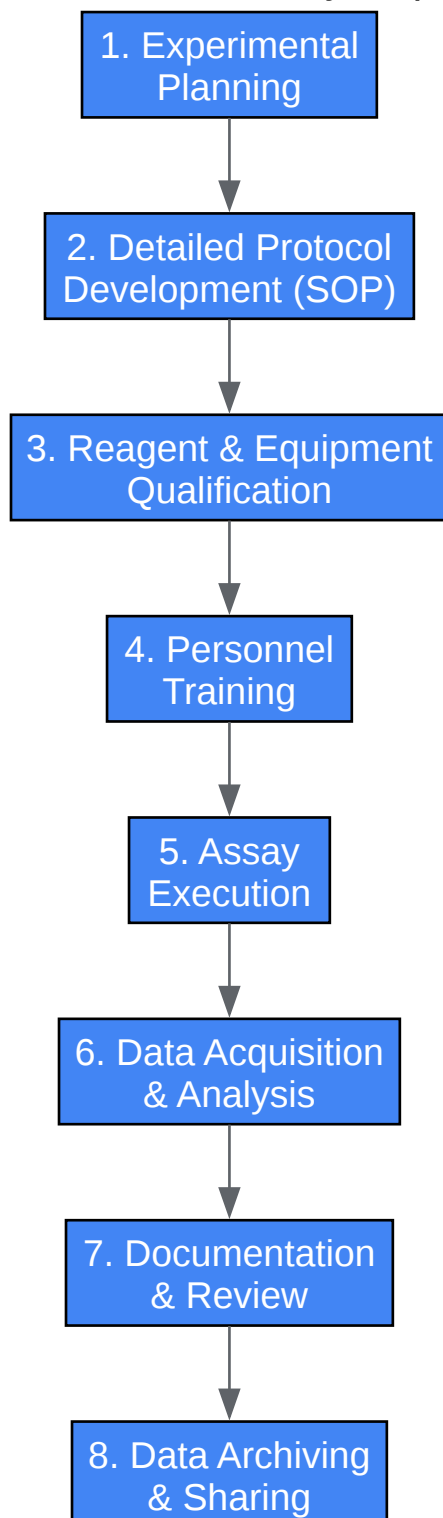 1. Experimental
Planning
2. Detailed Protocol
Development (SOP)
3. Reagent & Equipment
Qualification
4. Personnel
Training
5. Assay
Execution
6. Data Acquisition
& Analysis
7. Documentation
& Review
8. Data Archiving
& Sharing